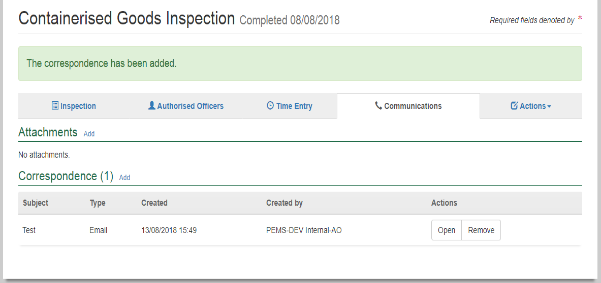 Containerised Goods Inspection Completed 08/08/2018
Required fields denoted by *
The correspondence has been added.
Inspection Authorised Officers Time Entry Communications Actions
Attachments Add
No attachments.
Correspondence (1) Add
Subject Type Created Created by Actions
Test Email 13/08/2018 15:49 PEMS-DEV Internal-AO Open Remove